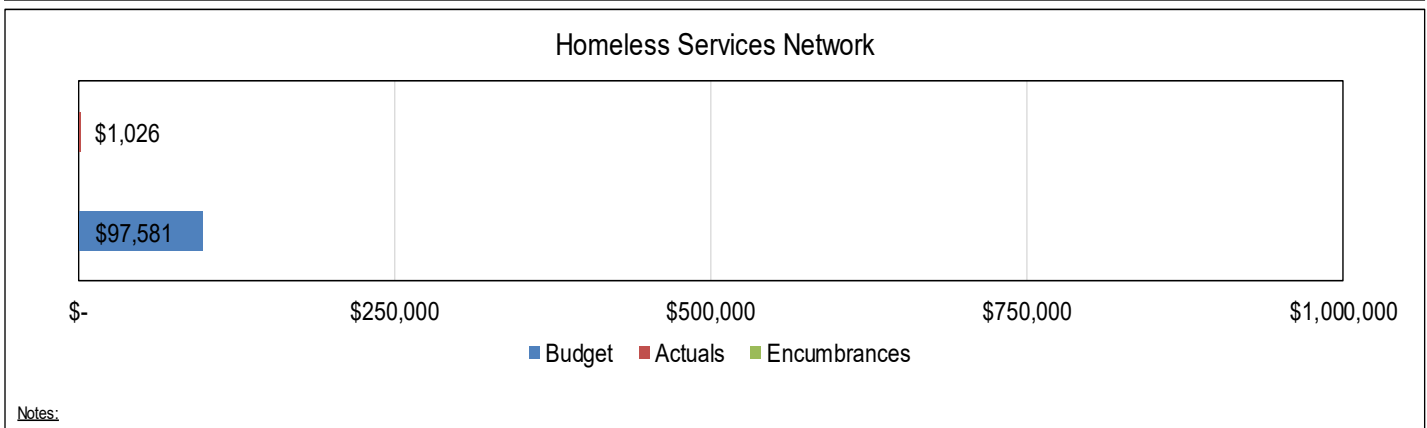 Homeless Services Network
$1,026
$97,581
$- $250,000 $500,000 $750,000 $1,000,000
Budget Actuals Encumbrances
Notes: